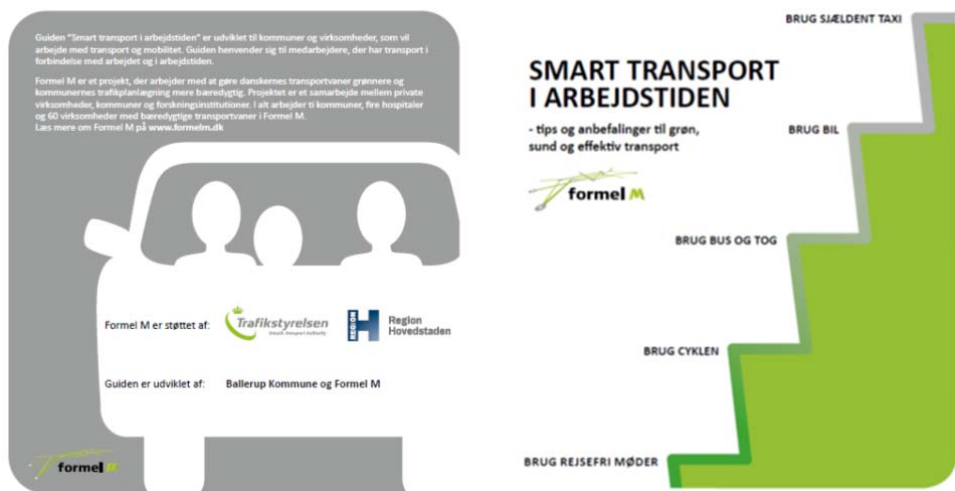 Guiden "Smart transport i arbejdstiden" er udviklet til kommuner og virksomheder, som vil
arbejde med transport og mobilitet. Guiden henvender sig til medarbejdere, der har transport i
forbindelse med arbejdet og i arbejdstiden.
Formel M er et projekt, der arbejder med at gøre danskernes transportvaner grønnere og
kommunernes trafikplanlægning mere bæredygtig. Projektet er et samarbejde mellem private
virksomheder, kommuner og forskningsinstitutioner. I alt arbejder ti kommuner, fire hospitaler
og 60 virksomheder med bæredygtige transportvaner i Formel M.
Læs mere om Formel M på www.formelm.dk
Formel M er støttet af:
Trafikstyrelsen
REGION
H
Region
Hovedstaden
Guiden er udviklet af: Ballerup Kommune og Formel M
formel M
SMART TRANSPORT
I ARBEJDSTIDEN
- tips og anbefalinger til grøn,
sund og effektiv transport
formel M
BRUG SJÆLDENT TAXI
BRUG BIL
BRUG BUS OG TOG
BRUG CYKLEN
BRUG REJSEFRI MØDER